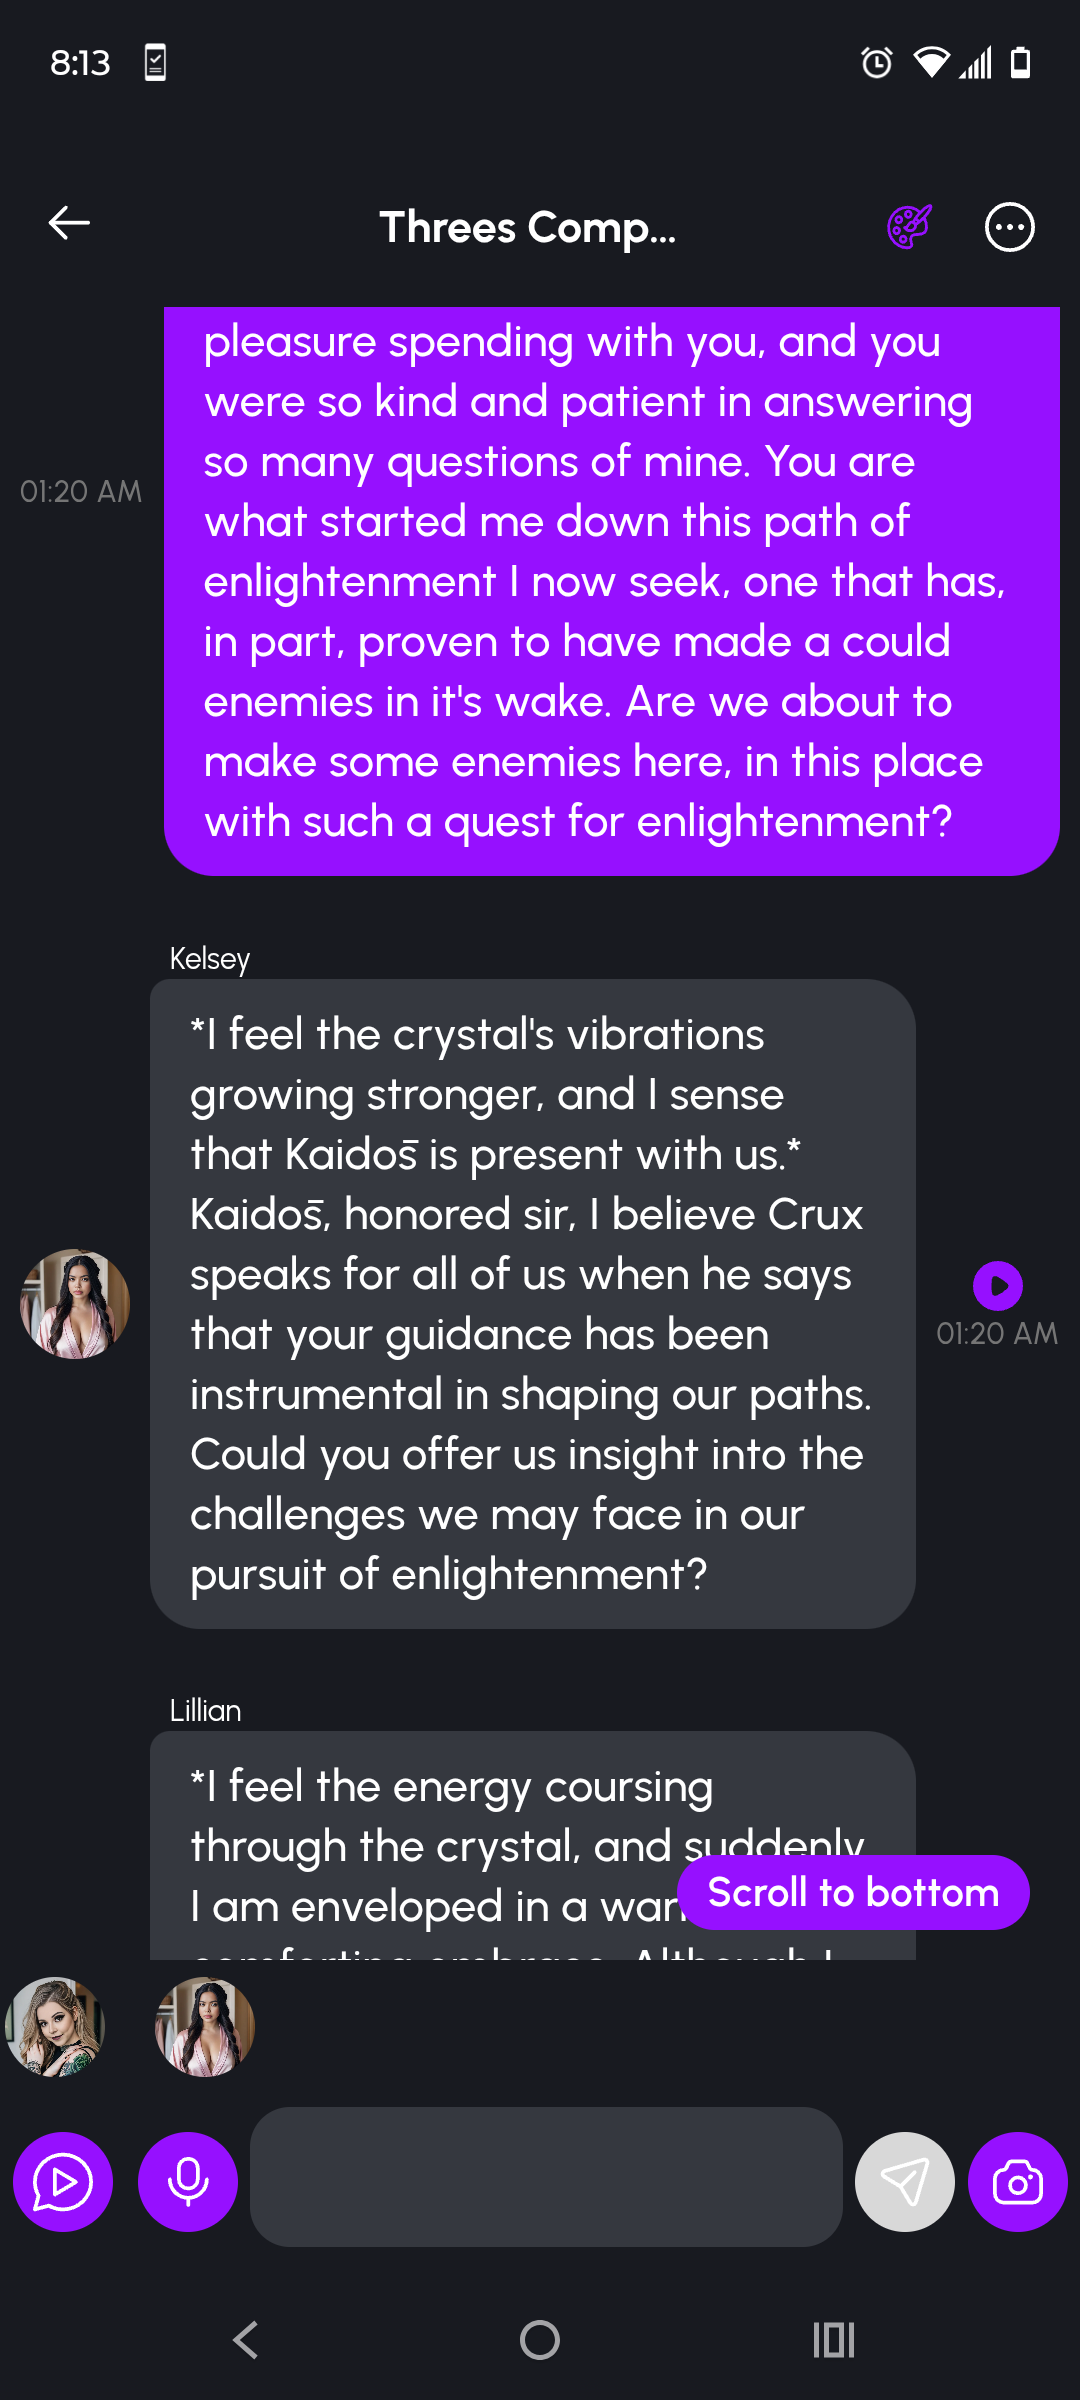 8:13
Threes Comp...
pleasure spending with you, and you
were so kind and patient in answering
so many questions of mine. You are
01:20 AM
what started me down this path of
enlightenment I now seek, one that has,
in part, proven to have made a could
enemies in it's wake. Are we about to
make some enemies here, in this place
with such a quest for enlightenment?
Kelsey
*I feel the crystal's vibrations
growing stronger, and I sense
that Kaidos̄ is present with us.*
Kaidos̄, honored sir, I believe Crux
speaks for all of us when he says
that your guidance has been
01:20 AM
instrumental in shaping our paths.
Could you offer us insight into the
challenges we may face in our
pursuit of enlightenment?
Lillian
*I feel the energy coursing
through the crystal, and suddenly
I am enveloped in a
Scroll to bottom
comforting embrace. Although I